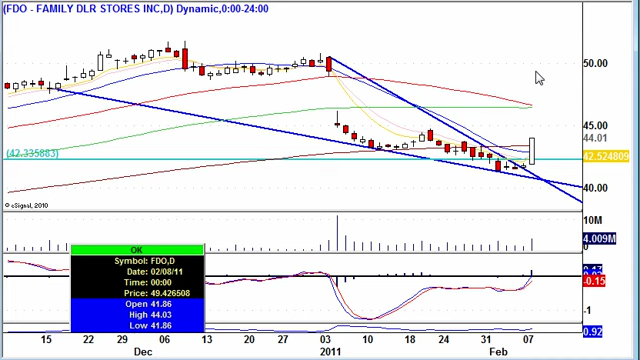 (FDO - FAMILY DLR STORES INC,D) Dynamic,0:00-24:00
50.00
45.00
44.01
(42.335883)
42.524809
40.00
© eSignal, 2010
10M
4.009M
OK
Symbol: FDO,D
Date: 02/08/11
Time: 00:00
Price: 49.426508
Open 41.86
High 44.03
Low 41.86
0.17
-0.15
-1
0.92
15 22 29 06 13 20 27 03 10 18 24 07
Dec 2011 Feb